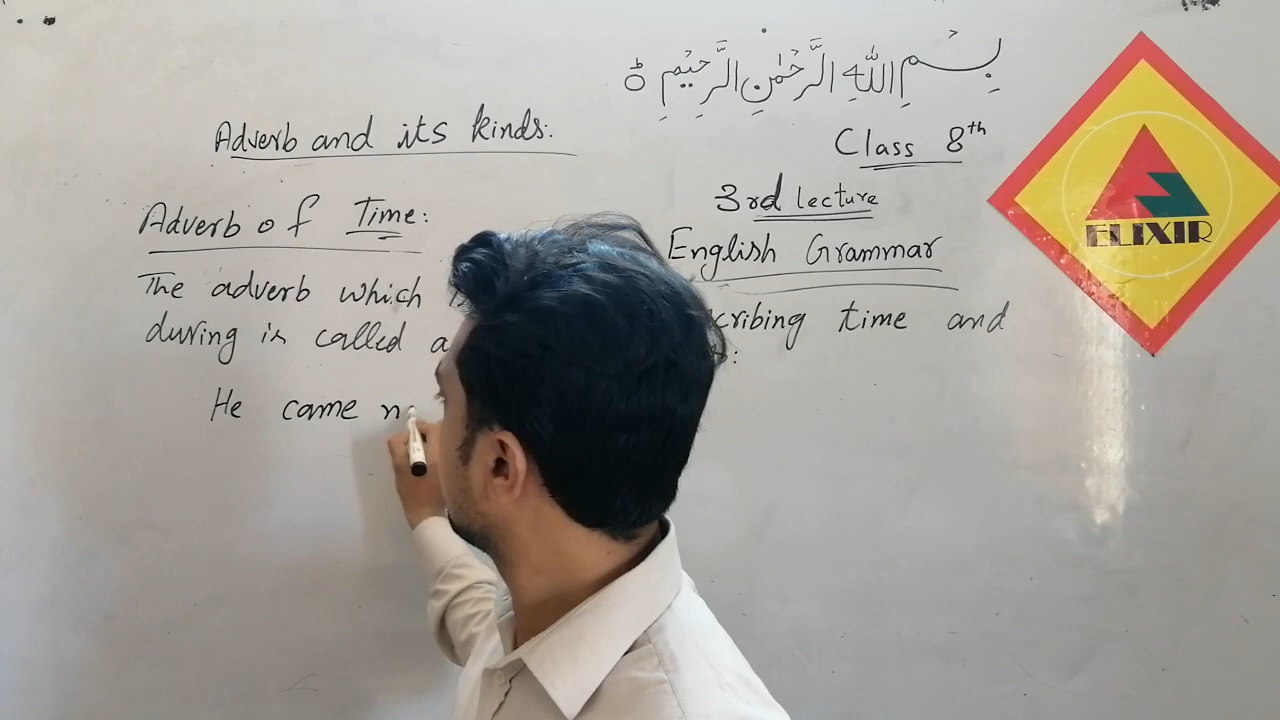 بِسْمِ اللهِ الرَّحْمٰنِ الرَّحِيْمِ ط
Adverb and its kinds:
Class 8th
3rd lecture
Adverb of Time:
English Grammar
ELIXIR
The adverb which
during is called a cribing time and
He came n